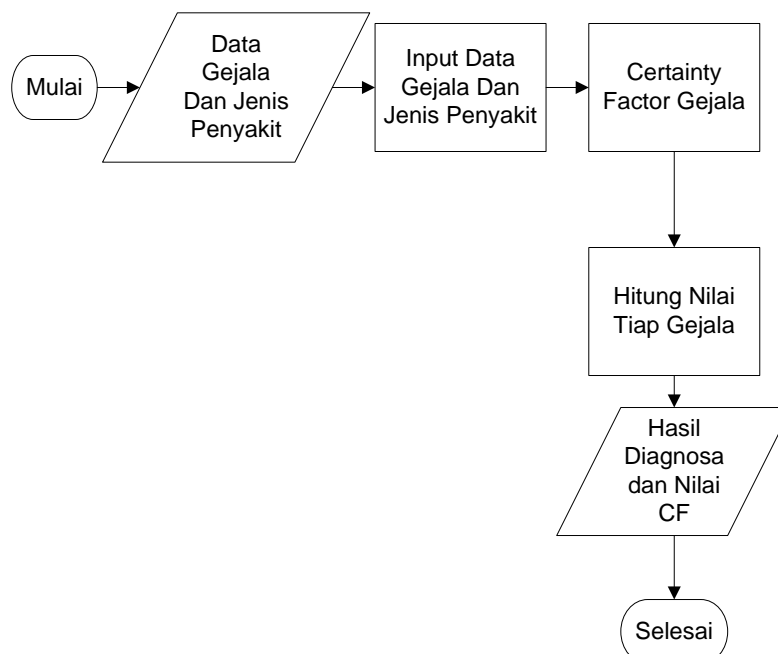 Mulai
Data
Gejala
Dan Jenis
Penyakit
Input Data
Gejala Dan
Jenis Penyakit
Certainty
Factor Gejala
Hitung Nilai
Tiap Gejala
Hasil
Diagnosa
dan Nilai
CF
Selesai